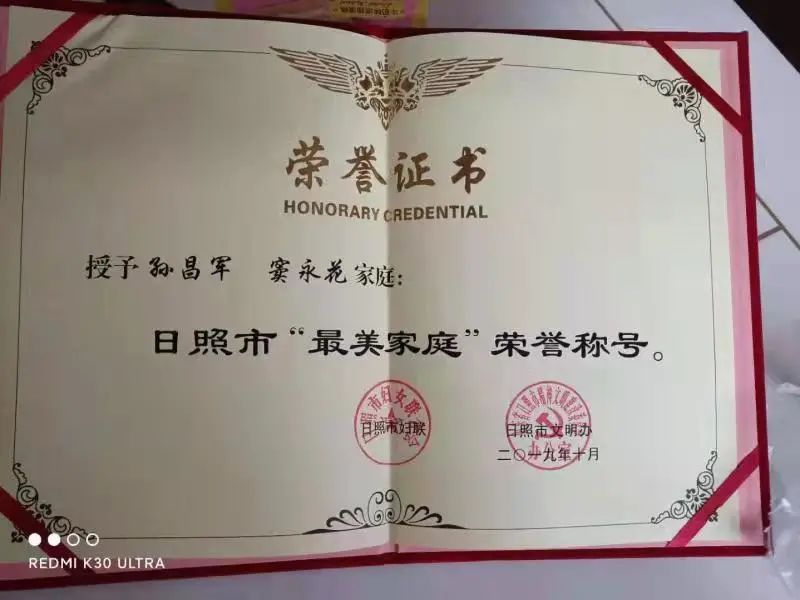 荣誉证书
HONORARY CREDENTIAL
授予孙昌军 窦永花家庭：
日照市“最美家庭”荣誉称号。
日照市妇联
日照市文明办
二〇一九年十月
REDMI K30 ULTRA